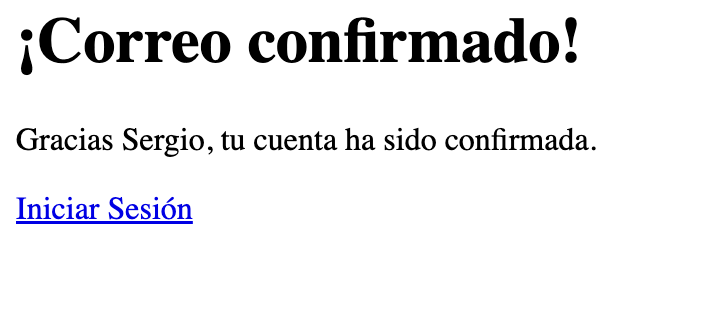 ¡Correo confirmado!
Gracias Sergio, tu cuenta ha sido confirmada.
Iniciar Sesión